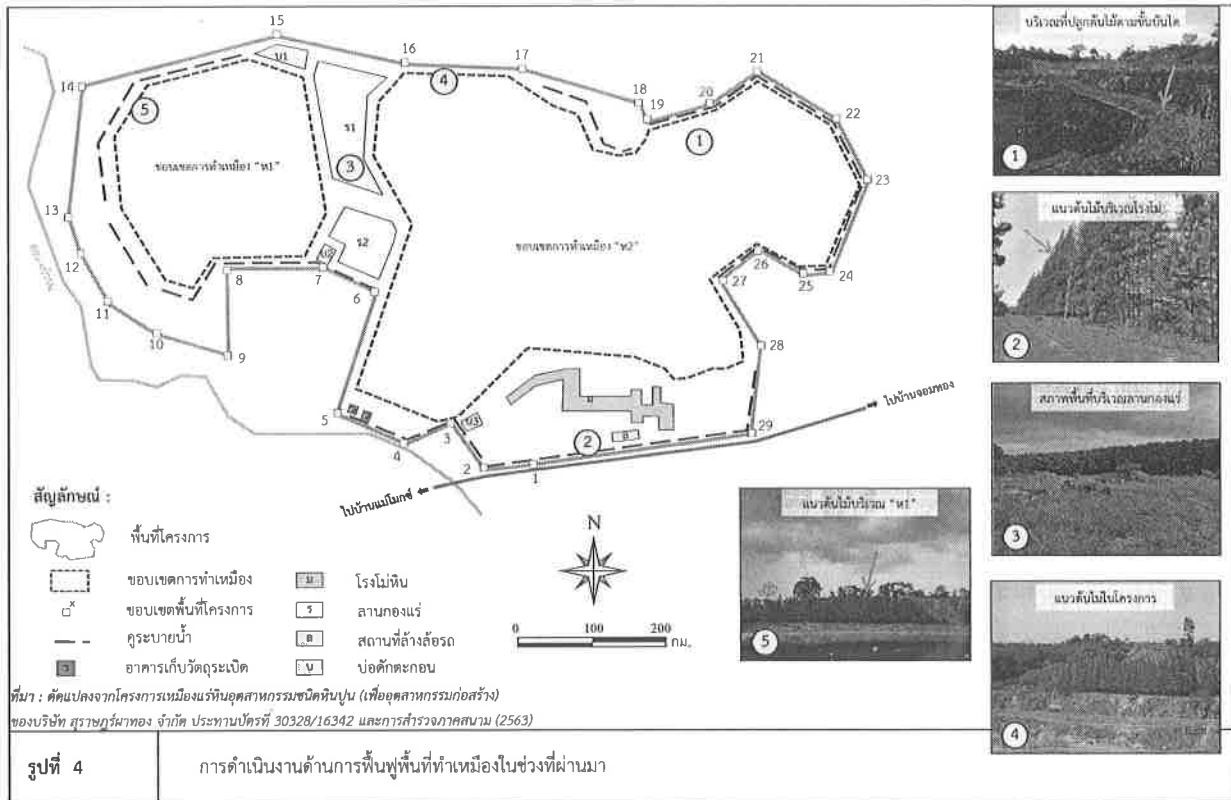 บริเวณที่ปลูกต้นไม้ตามขั้นบันได
1
แนวต้นไม้บริเวณโรงโม่
2
สภาพพื้นที่บริเวณลานกองแร่
3
แนวต้นไม้ในโครงการ
4
แนวต้นไม้บริเวณ "ห1"
5
15
16
17
14
18
19
20
21
22
23
24
25
26
27
28
29
13
12
11
10
9
8
7
6
5
4
3
2
1
บ1
ร1
ร2
บ2
บ3
ม
ล
5
4
3
1
2
ขอบเขตการทำเหมือง "ห1"
ขอบเขตการทำเหมือง "ห2"
ไปบ้านจอมทอง
ไปบ้านแม่โมกข์
N
0 100 200 กม.
สัญลักษณ์ :
พื้นที่โครงการ
ขอบเขตการทำเหมือง
x ขอบเขตพื้นที่โครงการ
คูระบายน้ำ
อาคารเก็บวัตถุระเบิด
ม โรงโม่หิน
ร ลานกองแร่
ล สถานที่ล้างล้อรถ
บ บ่อดักตะกอน
ที่มา : ดัดแปลงจากโครงการเหมืองแร่หินอุตสาหกรรมชนิดหินปูน (เพื่ออุตสาหกรรมก่อสร้าง)
ของบริษัท สุราษฎร์ผาทอง จำกัด ประทานบัตรที่ 30328/16342 และการสำรวจภาคสนาม (2563)
รูปที่ 4 การดำเนินงานด้านการฟื้นฟูพื้นที่ทำเหมืองในช่วงที่ผ่านมา